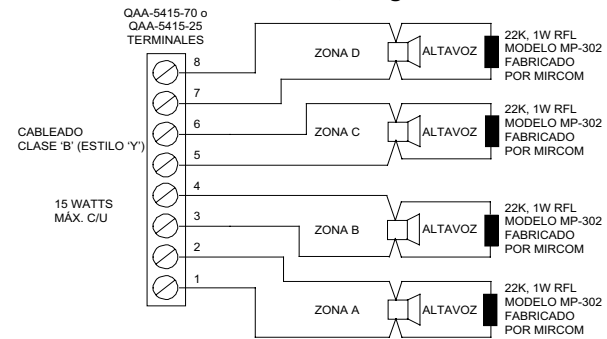 QAA-5415-70 o
QAA-5415-25
TERMINALES
8
7
6
5
4
3
2
1
CABLEADO
CLASE 'B' (ESTILO 'Y')
15 WATTS
MÁX. C/U
ZONA D
ALTAVOZ
22K, 1W RFL
MODELO MP-302
FABRICADO
POR MIRCOM
ZONA C
ALTAVOZ
22K, 1W RFL
MODELO MP-302
FABRICADO
POR MIRCOM
ZONA B
ALTAVOZ
22K, 1W RFL
MODELO MP-302
FABRICADO
POR MIRCOM
ZONA A
ALTAVOZ
22K, 1W RFL
MODELO MP-302
FABRICADO
POR MIRCOM